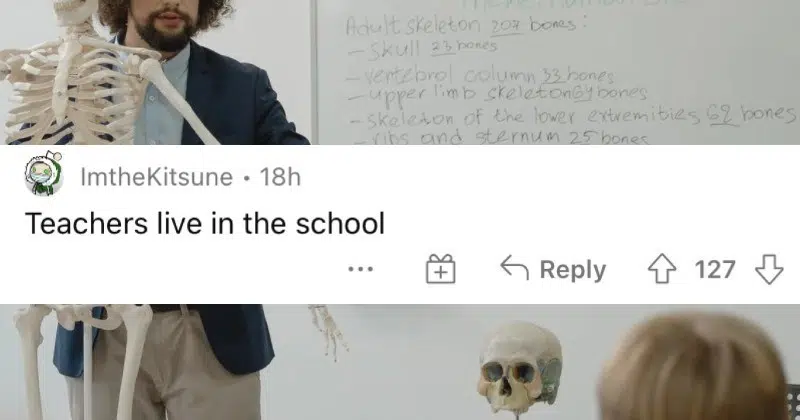 Adult skeleton 207 bones:
- Skull 23 bones
- vertebrol column 33 bones
- upper limb skeleton 64 bones
- skeleton of the lower extremities 62 bones
- ribs and sternum 25 bones
ImtheKitsune • 18h
Teachers live in the school
Reply 127